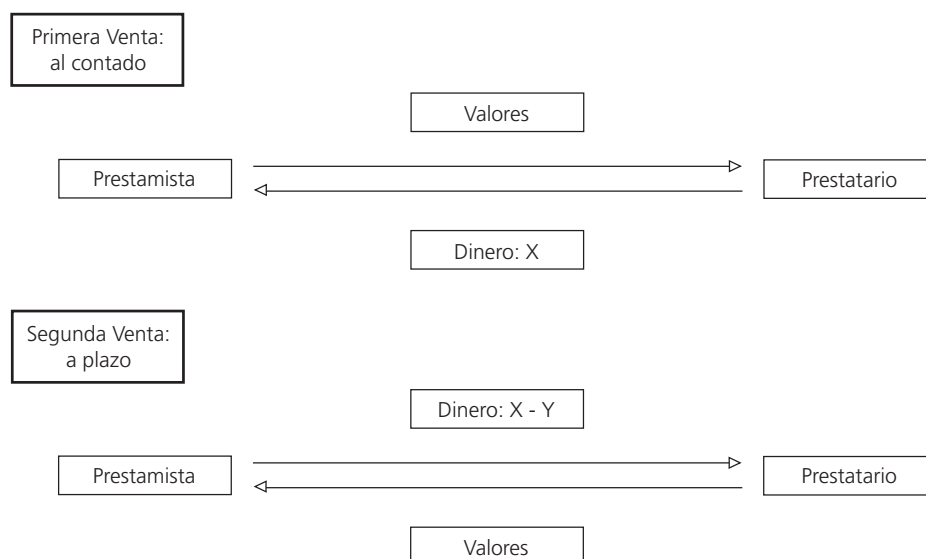 Primera Venta:
al contado
Valores
Prestamista
Prestatario
Dinero: X
Segunda Venta:
a plazo
Dinero: X - Y
Prestamista
Prestatario
Valores